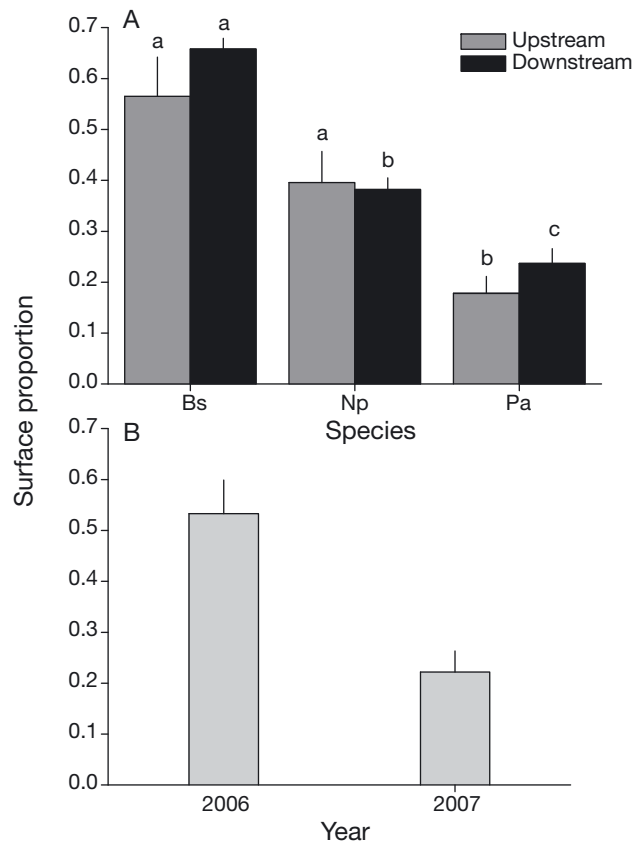 A
Upstream
Downstream
0.7
0.6
0.5
0.4
0.3
0.2
0.1
0.0
a
a
a
b
b
c
Bs
Np
Pa
Species
Surface proportion
B
0.7
0.6
0.5
0.4
0.3
0.2
0.1
0.0
2006
2007
Year